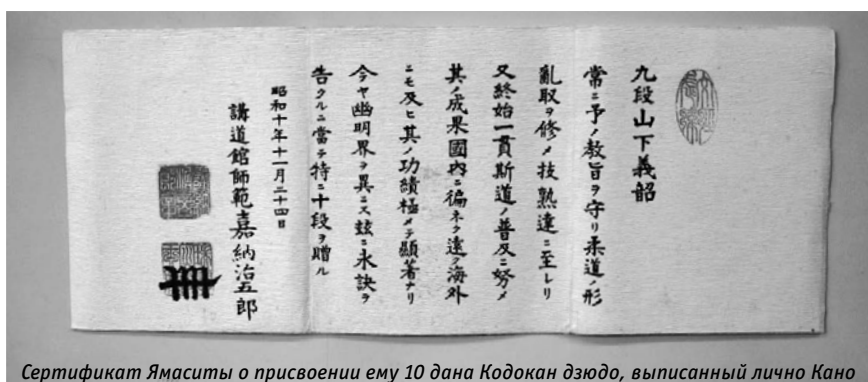 九段山下義韶
常ニ予ノ教旨ヲ守リ柔道ノ形
亂取ヲ修メ技熟達ニ至レリ
又終始一貫斯道ノ普及ニ努メ
其ノ成果國内ニ徧ネク遠ク海外
ニモ及ヒ其ノ功績極メテ顯著ナリ
今ヤ幽明界ヲ異ニス玆ニ永訣ヲ
告クルニ當テ特ニ十段ヲ贈ル
昭和十年十一月二十四日
講道館師範嘉納治五郎
Сертификат Ямаситы о присвоении ему 10 дана Кодокан дзюдо, выписанный лично Кано